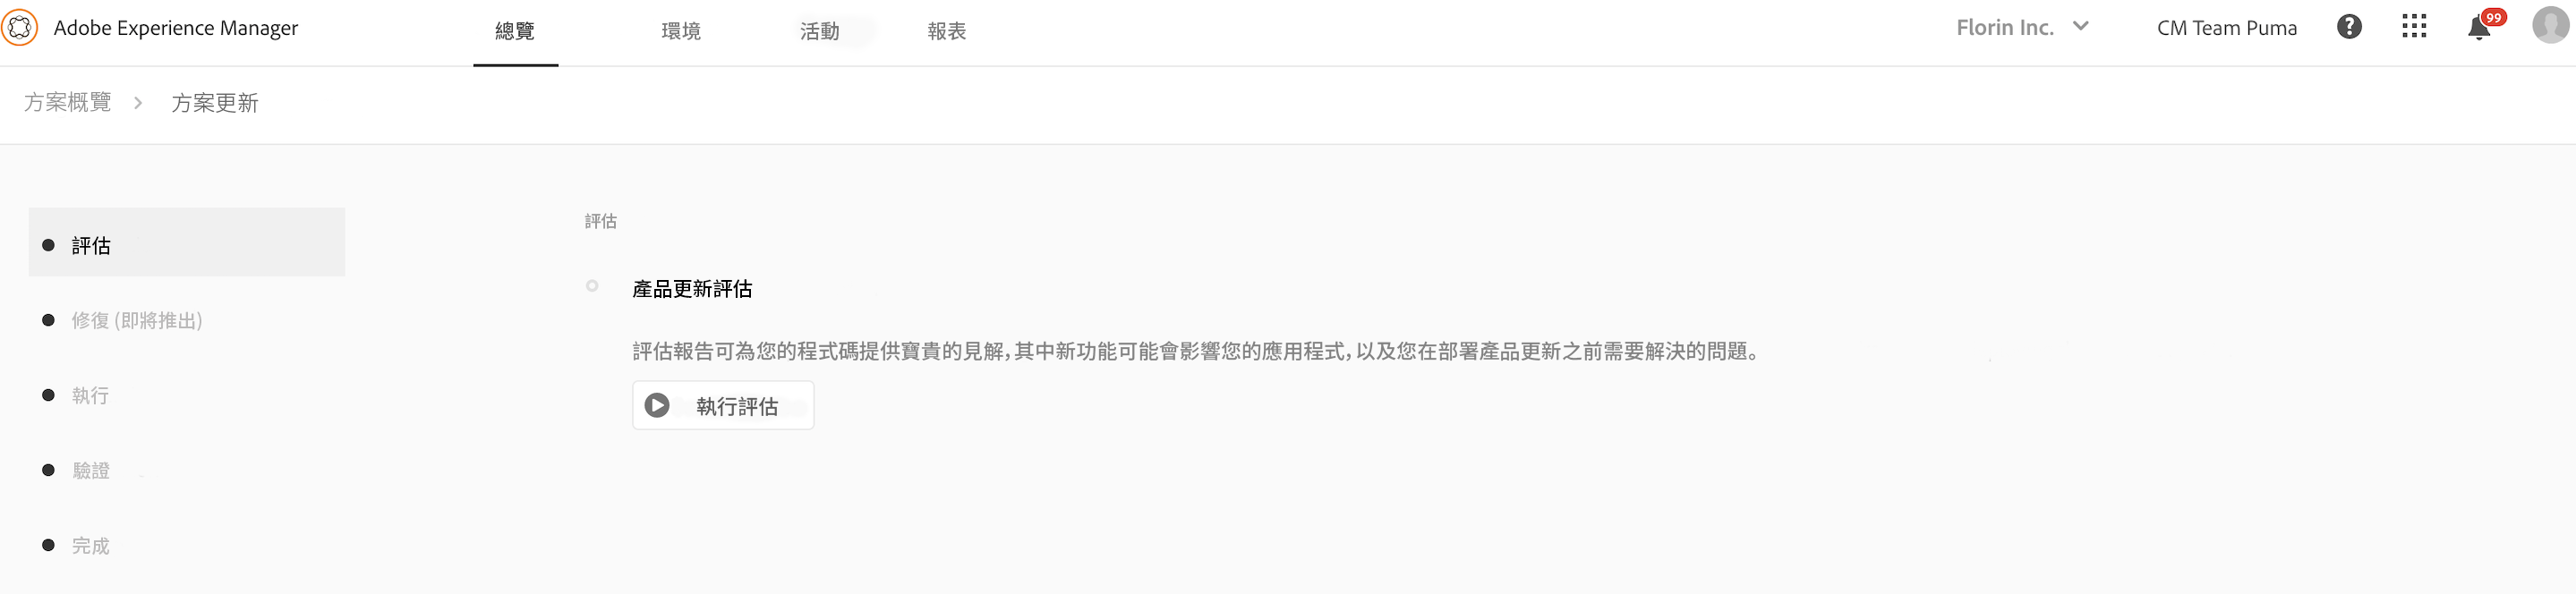 Adobe Experience Manager 總覽 環境 活動 報表 Florin Inc. CM Team Puma 99
方案概覽 方案更新
評估
修復 (即將推出)
執行
驗證
完成
評估
產品更新評估
評估報告可為您的程式碼提供寶貴的見解，其中新功能可能會影響您的應用程式，以及您在部署產品更新之前需要解決的問題。
執行評估